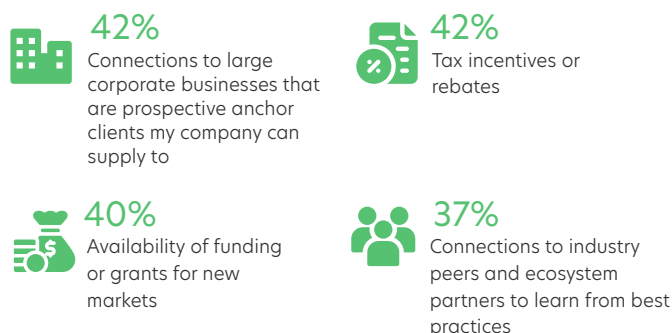 42%
Connections to large
corporate businesses that
are prospective anchor
clients my company can
supply to
42%
Tax incentives or
rebates
40%
Availability of funding
or grants for new
markets
37%
Connections to industry
peers and ecosystem
partners to learn from best
practices